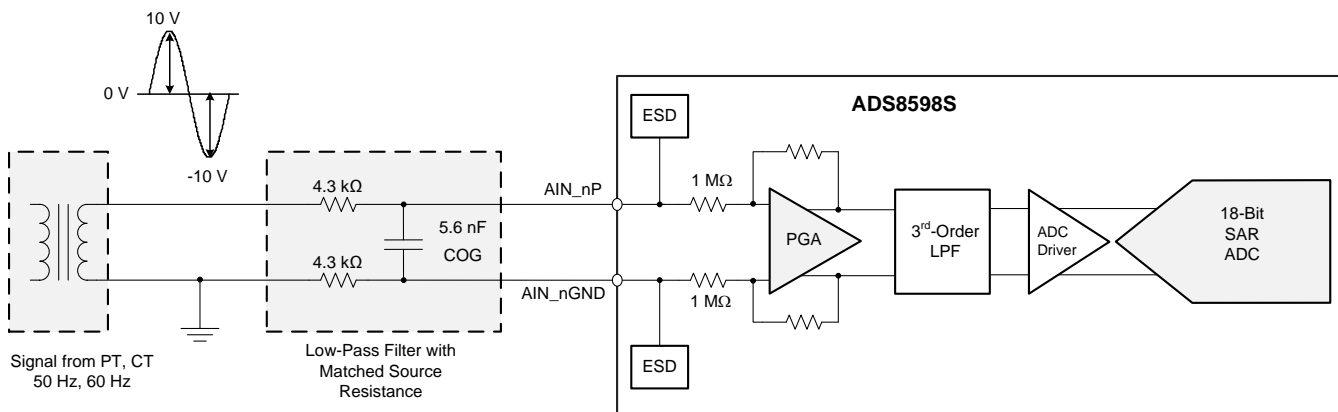 10 V
0 V
-10 V
ADS8598S
ESD
4.3 kΩ
AIN_nP
1 MΩ
5.6 nF
COG
PGA
3rd-Order
LPF
ADC
Driver
18-Bit
SAR
ADC
4.3 kΩ
AIN_nGND
1 MΩ
ESD
Signal from PT, CT
50 Hz, 60 Hz
Low-Pass Filter with
Matched Source
Resistance